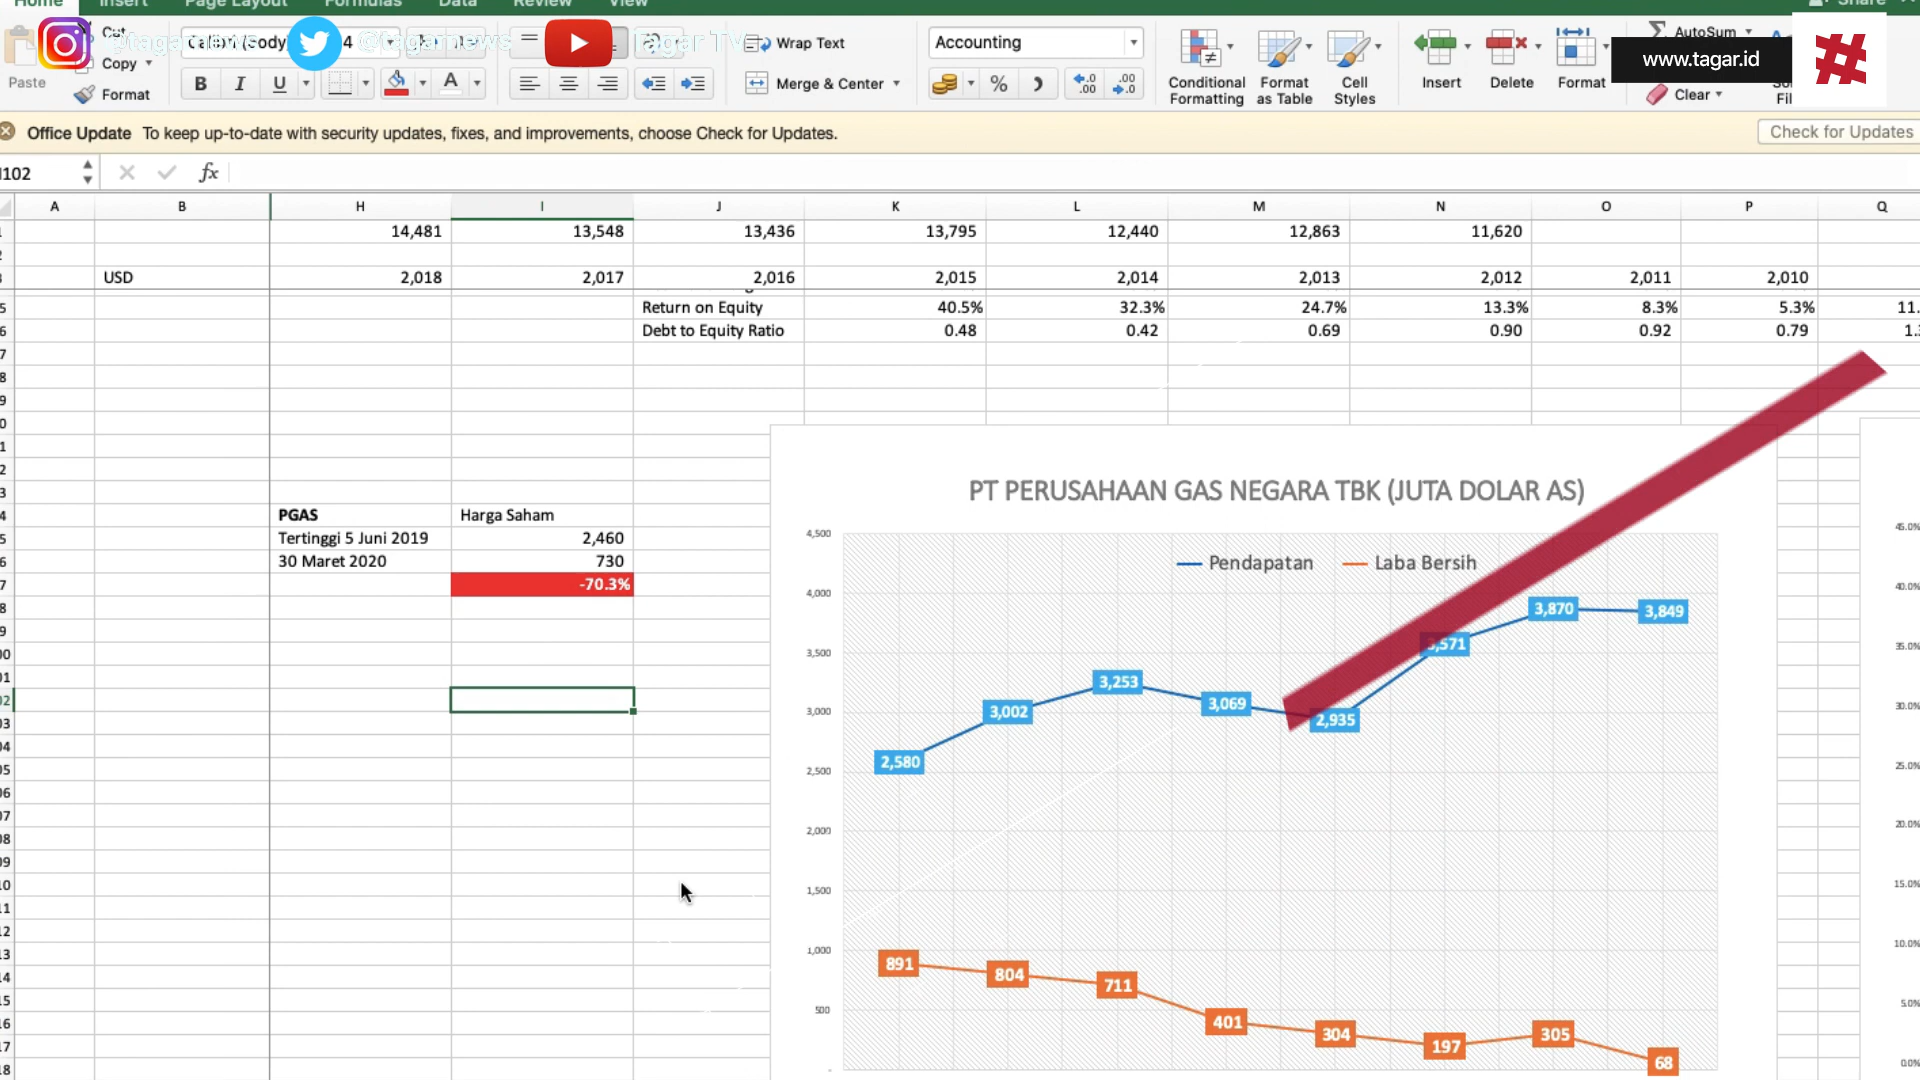 Home Insert Page Layout Formulas Data Review View Share
Cut
Copy
Format
Paste
B I U
Wrap Text
Merge & Center
Accounting
%
Conditional Formatting
Format as Table
Cell Styles
Insert
Delete
Format
AutoSum
Clear
@tagarnews
@tagarnews
Tagar TV
www.tagar.id
Office Update To keep up-to-date with security updates, fixes, and improvements, choose Check for Updates.
Check for Updates
I102
fx
A B H I J K L M N O P Q
14,481 13,548 13,436 13,795 12,440 12,863 11,620
USD 2,018 2,017 2,016 2,015 2,014 2,013 2,012 2,011 2,010
Return on Equity 40.5% 32.3% 24.7% 13.3% 8.3% 5.3% 11.
Debt to Equity Ratio 0.48 0.42 0.69 0.90 0.92 0.79
PGAS Harga Saham
Tertinggi 5 Juni 2019 2,460
30 Maret 2020 730
-70.3%
PT PERUSAHAAN GAS NEGARA TBK (JUTA DOLAR AS)
Pendapatan Laba Bersih
4,500
4,000
3,500
3,000
2,500
2,000
1,500
1,000
500
2,580 3,002 3,253 3,069 2,935 3,571 3,870 3,849
891 804 711 401 304 197 305 68
45.0%
40.0%
35.0%
30.0%
25.0%
20.0%
15.0%
10.0%
5.0%
0.0%